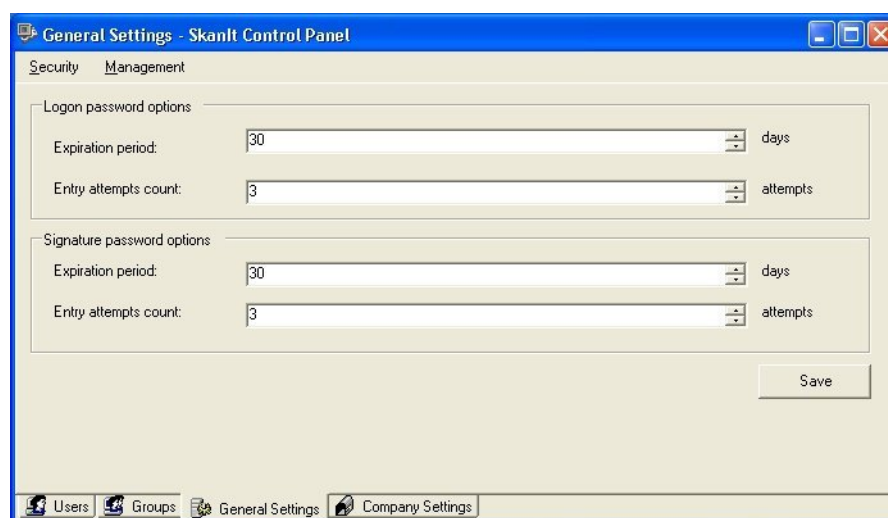 General Settings - SkanIt Control Panel
Security Management
Logon password options
Expiration period: 30 days
Entry attempts count: 3 attempts
Signature password options
Expiration period: 30 days
Entry attempts count: 3 attempts
Save
Users Groups General Settings Company Settings